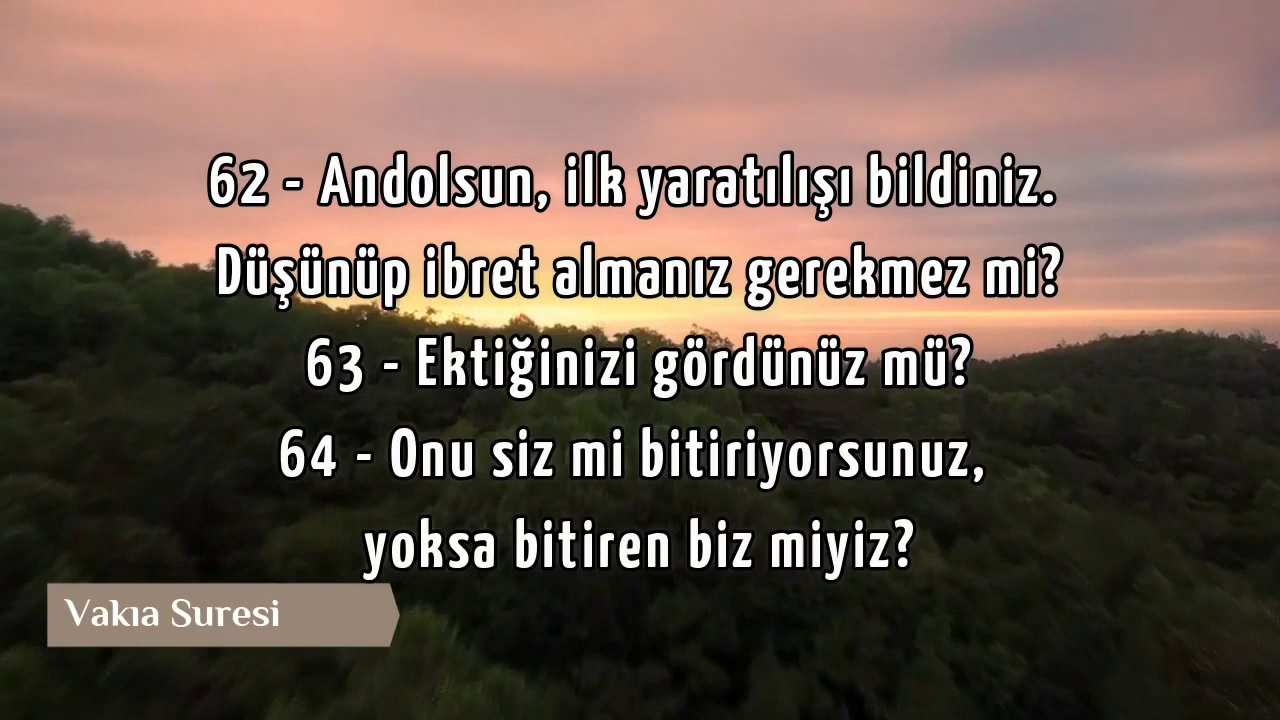 62 - Andolsun, ilk yaratılışı bildiniz.
Düşünüp ibret almanız gerekmez mi?
63 - Ektiğinizi gördünüz mü?
64 - Onu siz mi bitiriyorsunuz,
yoksa bitiren biz miyiz?
Vakıa Suresi